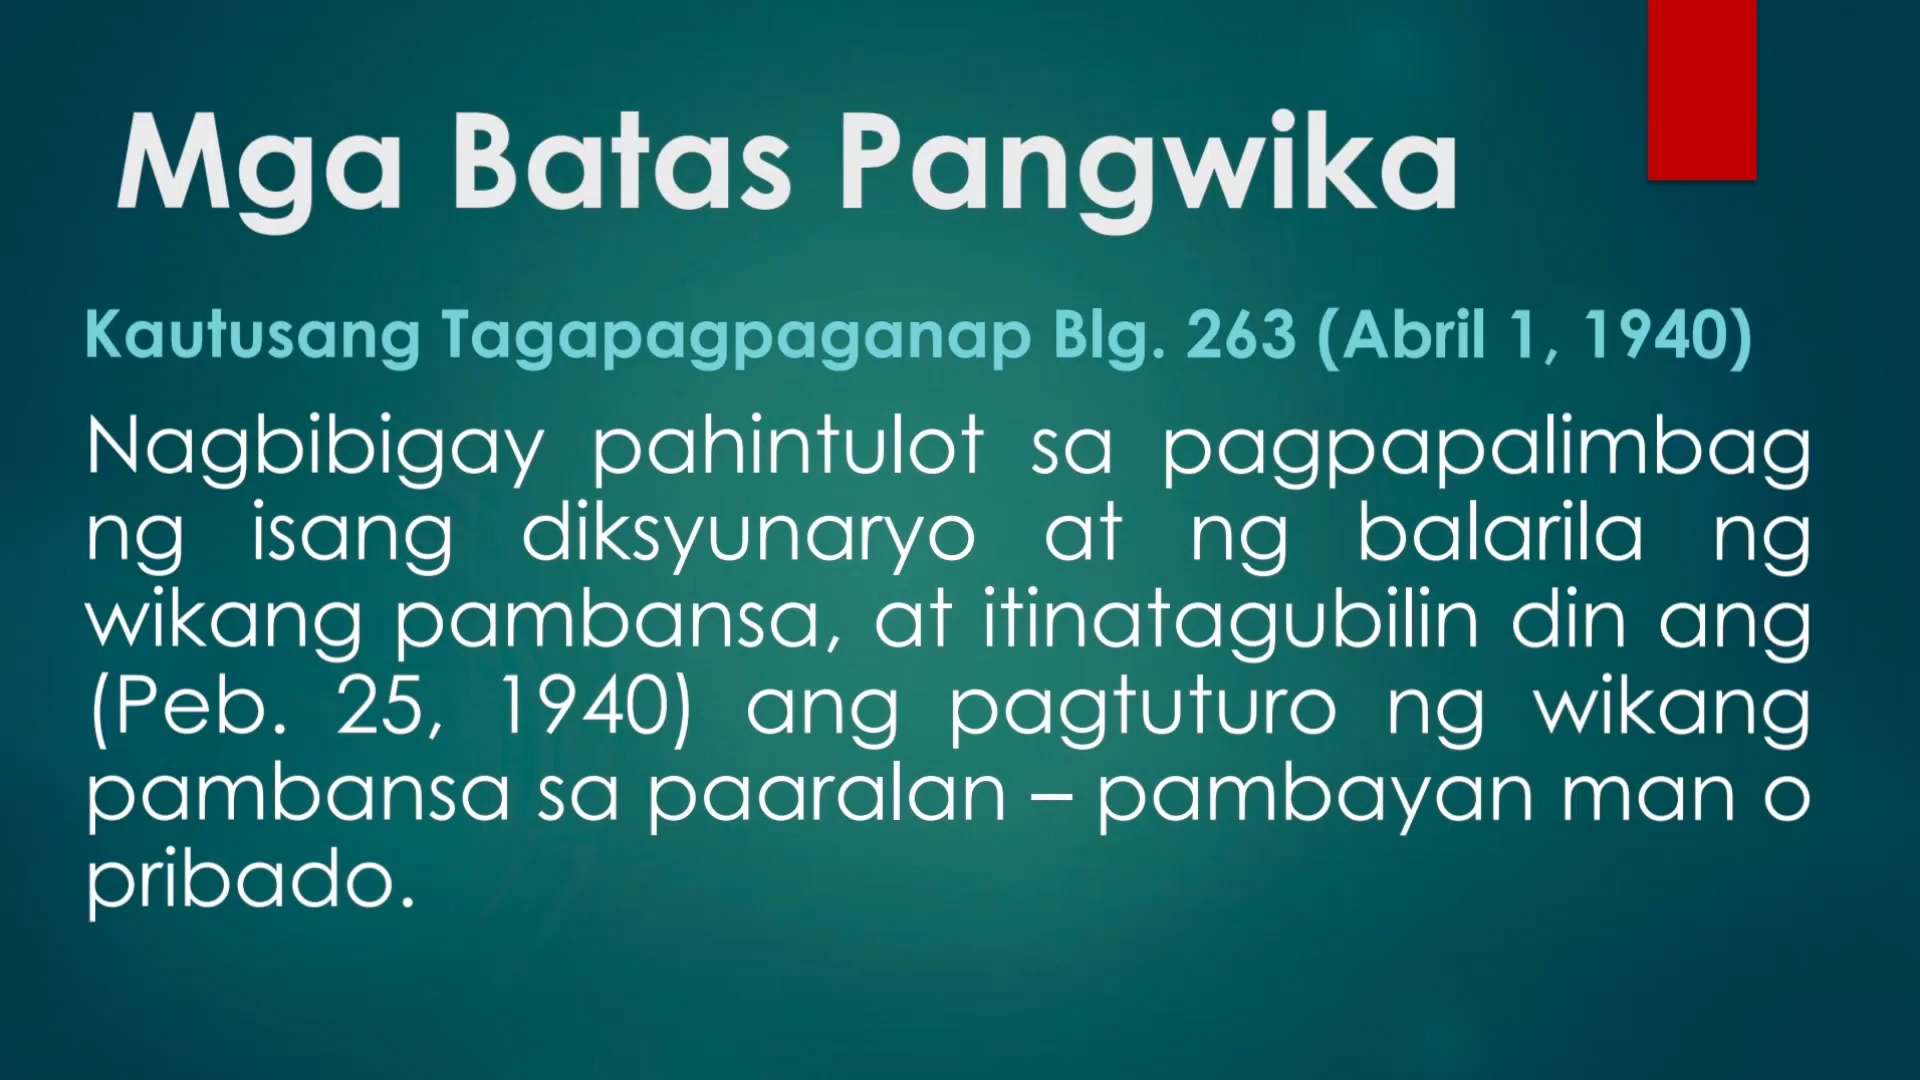 Mga Batas Pangwika
Kautusang Tagapagpaganap Blg. 263 (Abril 1, 1940)
Nagbibigay pahintulot sa pagpapalimbag
ng isang diksyunaryo at ng balarila ng
wikang pambansa, at itinatagubilin din ang
(Peb. 25, 1940) ang pagtuturo ng wikang
pambansa sa paaralan – pambayan man o
pribado.